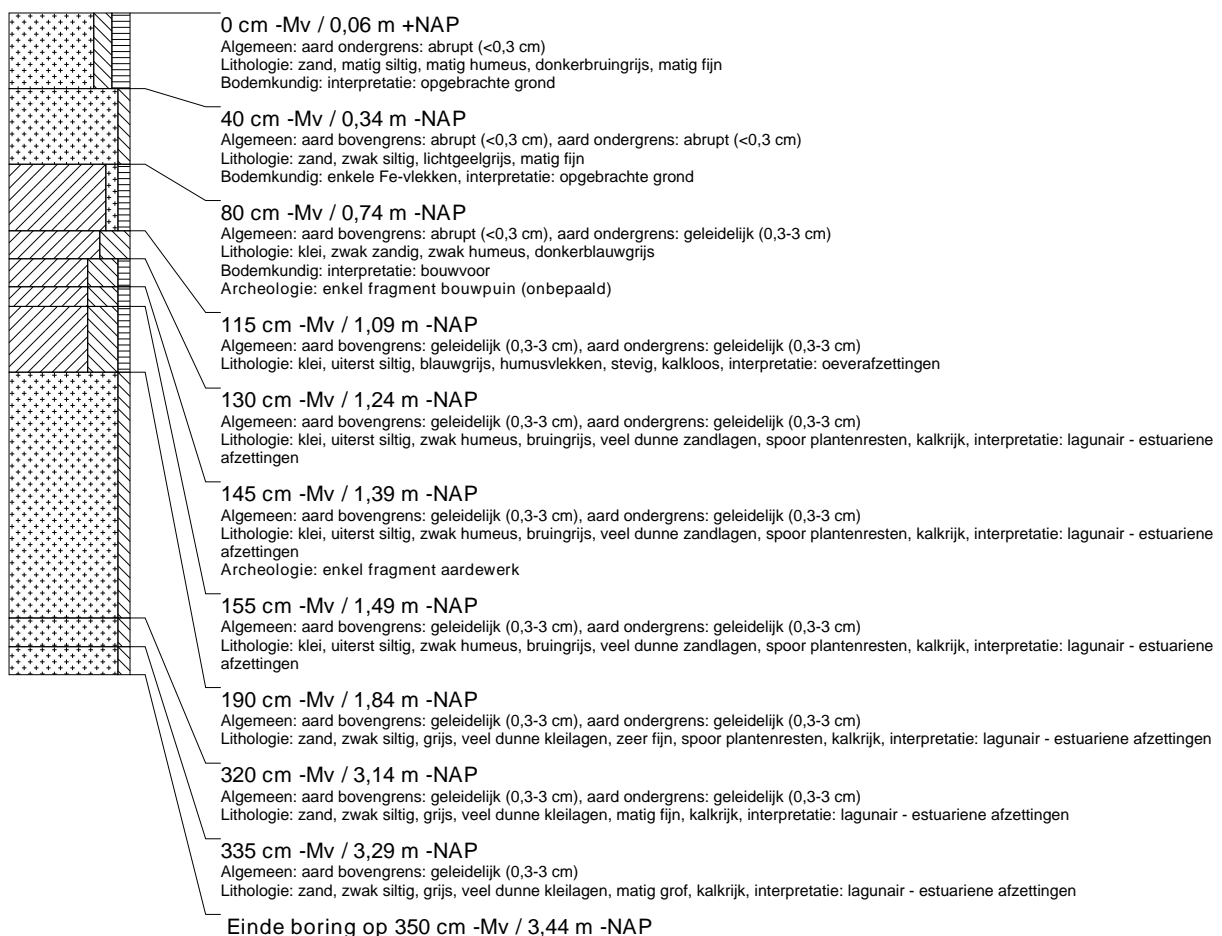 0 cm -Mv / 0,06 m +NAP
Algemeen: aard ondergrens: abrupt (<0,3 cm)
Lithologie: zand, matig siltig, matig humeus, donkerbruingrijs, matig fijn
Bodemkundig: interpretatie: opgebrachte grond
40 cm -Mv / 0,34 m -NAP
Algemeen: aard bovengrens: abrupt (<0,3 cm), aard ondergrens: abrupt (<0,3 cm)
Lithologie: zand, zwak siltig, lichtgeelgrijs, matig fijn
Bodemkundig: enkele Fe-vlekken, interpretatie: opgebrachte grond
80 cm -Mv / 0,74 m -NAP
Algemeen: aard bovengrens: abrupt (<0,3 cm), aard ondergrens: geleidelijk (0,3-3 cm)
Lithologie: klei, zwak zandig, zwak humeus, donkerblauwgrijs
Bodemkundig: interpretatie: bouwvoor
Archeologie: enkel fragment bouwpuin (onbepaald)
115 cm -Mv / 1,09 m -NAP
Algemeen: aard bovengrens: geleidelijk (0,3-3 cm), aard ondergrens: geleidelijk (0,3-3 cm)
Lithologie: klei, uiterst siltig, blauwgrijs, humusvlekken, stevig, kalkloos, interpretatie: oeverafzettingen
130 cm -Mv / 1,24 m -NAP
Algemeen: aard bovengrens: geleidelijk (0,3-3 cm), aard ondergrens: geleidelijk (0,3-3 cm)
Lithologie: klei, uiterst siltig, zwak humeus, bruingrijs, veel dunne zandlagen, spoor plantenresten, kalkrijk, interpretatie: lagunair - estuariene
afzettingen
145 cm -Mv / 1,39 m -NAP
Algemeen: aard bovengrens: geleidelijk (0,3-3 cm), aard ondergrens: geleidelijk (0,3-3 cm)
Lithologie: klei, uiterst siltig, zwak humeus, bruingrijs, veel dunne zandlagen, spoor plantenresten, kalkrijk, interpretatie: lagunair - estuariene
afzettingen
Archeologie: enkel fragment aardewerk
155 cm -Mv / 1,49 m -NAP
Algemeen: aard bovengrens: geleidelijk (0,3-3 cm), aard ondergrens: geleidelijk (0,3-3 cm)
Lithologie: klei, uiterst siltig, zwak humeus, bruingrijs, veel dunne zandlagen, spoor plantenresten, kalkrijk, interpretatie: lagunair - estuariene
afzettingen
190 cm -Mv / 1,84 m -NAP
Algemeen: aard bovengrens: geleidelijk (0,3-3 cm), aard ondergrens: geleidelijk (0,3-3 cm)
Lithologie: zand, zwak siltig, grijs, veel dunne kleilagen, zeer fijn, spoor plantenresten, kalkrijk, interpretatie: lagunair - estuariene afzettingen
320 cm -Mv / 3,14 m -NAP
Algemeen: aard bovengrens: geleidelijk (0,3-3 cm), aard ondergrens: geleidelijk (0,3-3 cm)
Lithologie: zand, zwak siltig, grijs, veel dunne kleilagen, matig fijn, kalkrijk, interpretatie: lagunair - estuariene afzettingen
335 cm -Mv / 3,29 m -NAP
Algemeen: aard bovengrens: geleidelijk (0,3-3 cm)
Lithologie: zand, zwak siltig, grijs, veel dunne kleilagen, matig grof, kalkrijk, interpretatie: lagunair - estuariene afzettingen
Einde boring op 350 cm -Mv / 3,44 m -NAP